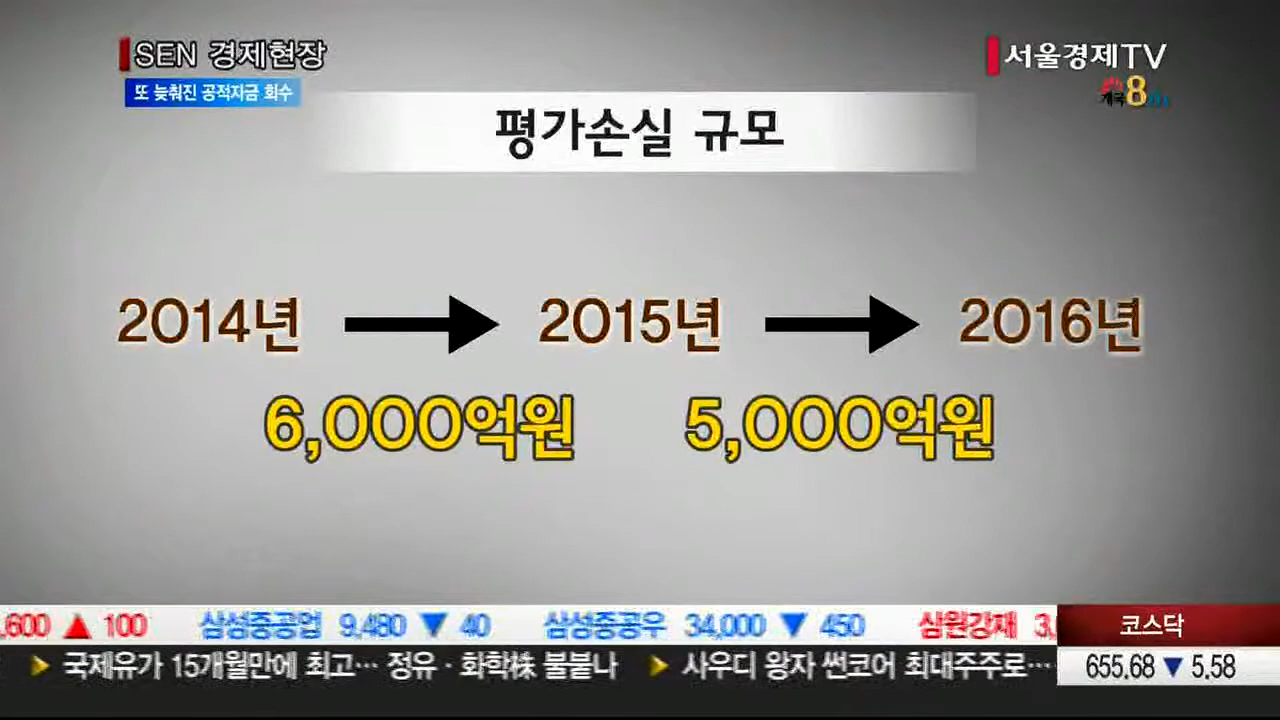 SEN 경제현장
서울경제TV
또 늦춰진 공적자금 회수
개국 8
평가손실 규모
2014년 → 2015년 → 2016년
6,000억원 5,000억원
,600 ▲ 100 삼성중공업 9,480 ▼ 40 삼성중공우 34,000 ▼ 450 삼원강재 3,
코스닥
국제유가 15개월만에 최고… 정유·화학株 불붙나 사우디 왕자 썬코어 최대주주로…
655.68 ▼ 5.58